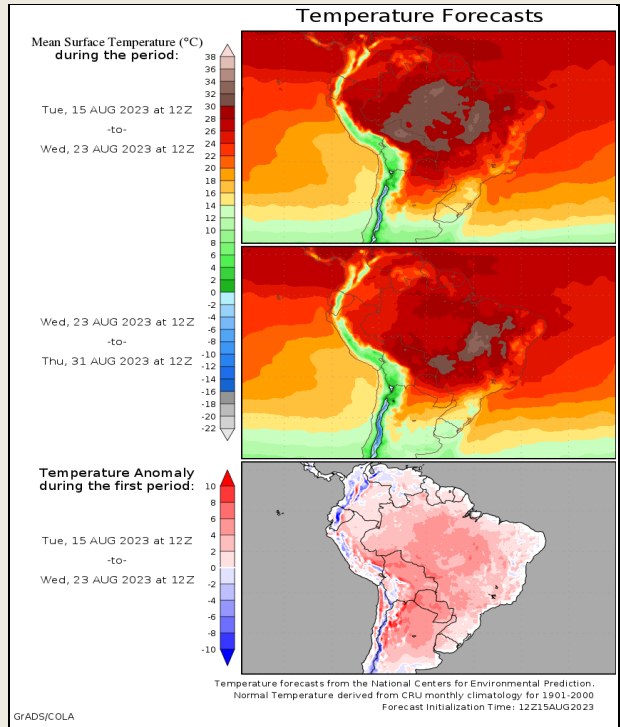 Temperature Forecasts
Mean Surface Temperature (°C)
during the period:
38
36
34
32
30
28
26
24
22
20
18
16
14
12
10
8
6
4
2
0
-2
-4
-6
-8
-10
-12
-14
-16
-18
-20
-22
Tue, 15 AUG 2023 at 12Z
-to-
Wed, 23 AUG 2023 at 12Z
Wed, 23 AUG 2023 at 12Z
-to-
Thu, 31 AUG 2023 at 12Z
Temperature Anomaly
during the first period:
10
8
6
4
2
0
-2
-4
-6
-8
-10
Tue, 15 AUG 2023 at 12Z
-to-
Wed, 23 AUG 2023 at 12Z
Temperature forecasts from the National Centers for Environmental Prediction.
Normal Temperature derived from CRU monthly climatology for 1901-2000
Forecast Initialization Time: 12Z15AUG2023
GrADS/COLA